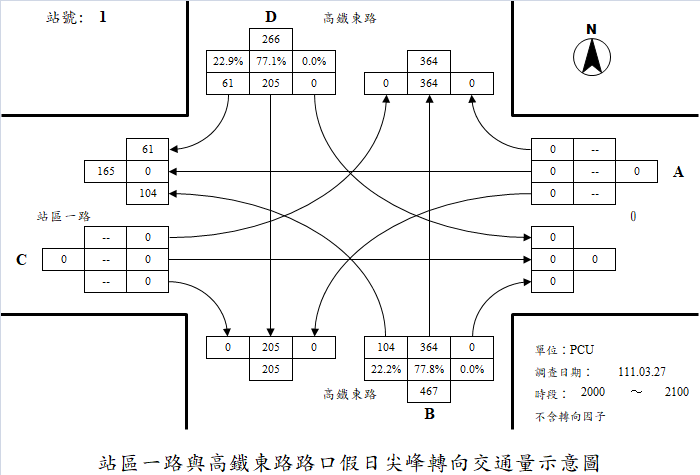 站號: 1
D
高鐵東路
N
266
364
22.9% 77.1% 0.0%
61 205 0
0 364 0
61
0 --
165 0
0 -- 0
A
104
0 --
站區一路
0
-- 0
0
C
0 -- 0
0 0
-- 0
0
0 205 0
104 364 0
205
22.2% 77.8% 0.0%
高鐵東路
467
B
單位：PCU
調查日期： 111.03.27
時段： 2000 ～ 2100
不含轉向因子
站區一路與高鐵東路路口假日尖峰轉向交通量示意圖